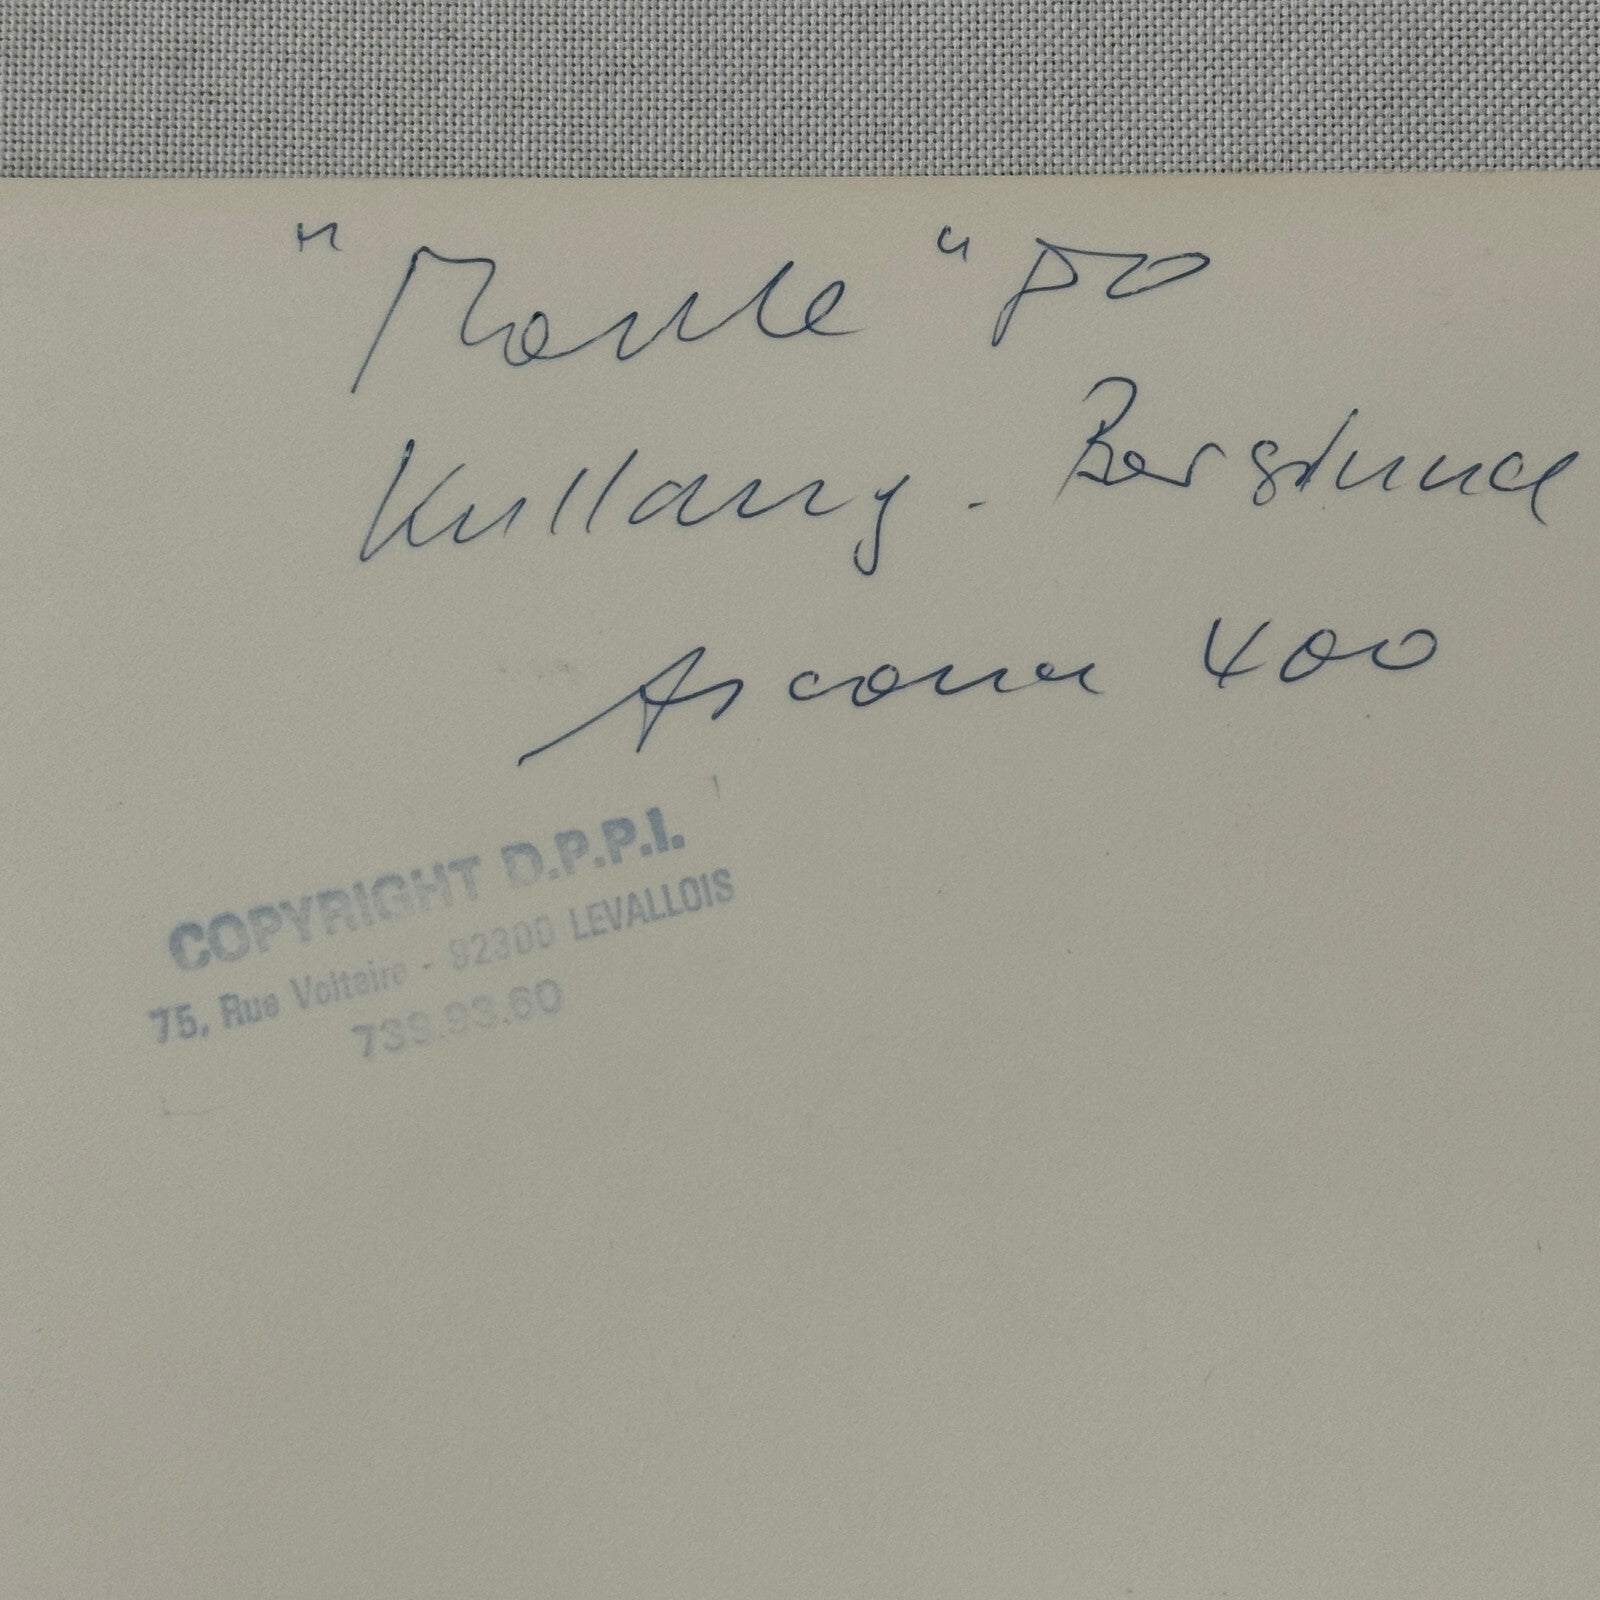 "Monte" 80
Kullang - Berglund
Ascona 400
COPYRIGHT D.P.P.I.
75, Rue Voltaire - 92300 LEVALLOIS
739.93.60